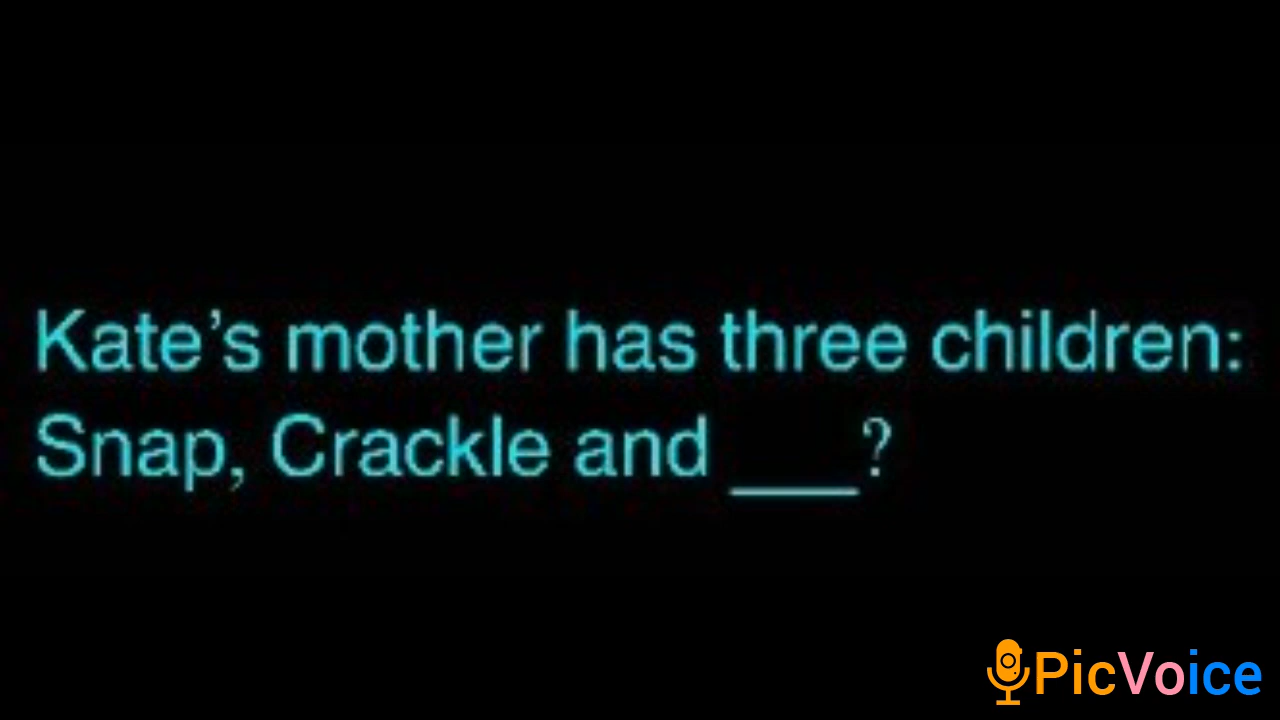 Kate’s mother has three children:
Snap, Crackle and ___?
PicVoice